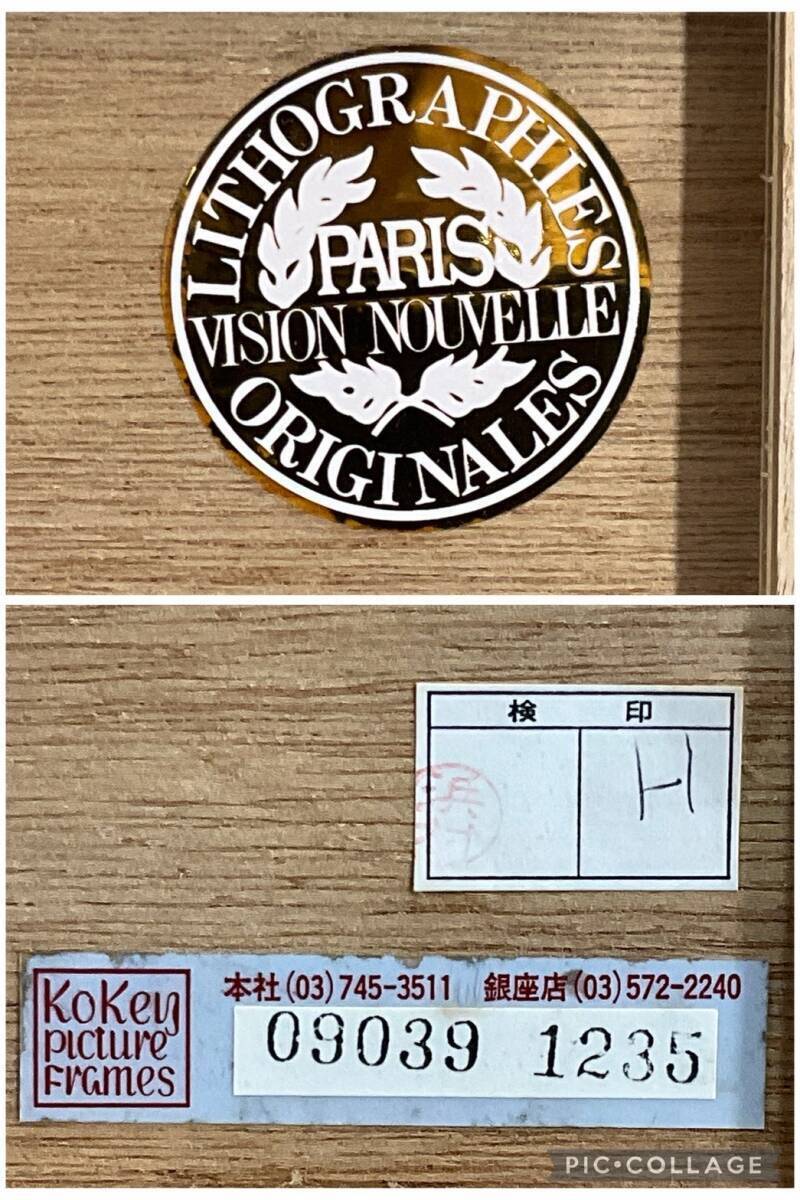 LITHOGRAPHIES
PARIS
VISION NOUVELLE
ORIGINALES
検 印
H
KoKey
picture
Frames
本社(03)745-3511 銀座店(03)572-2240
09039 1235
PIC•COLLAGE